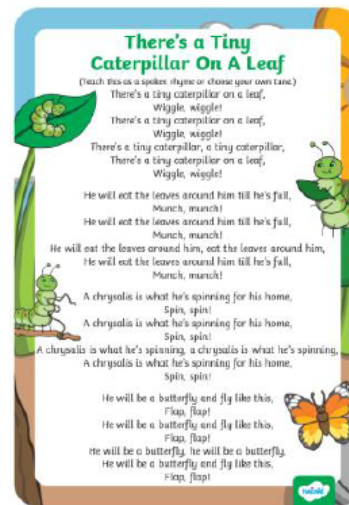 There's a Tiny
Caterpillar On A Leaf
(Teach this as a spoken rhyme or choose your own tune.)
There's a tiny caterpillar on a leaf,
Wiggle, wiggle!
There's a tiny caterpillar on a leaf,
Wiggle, wiggle!
There's a tiny caterpillar, a tiny caterpillar,
There's a tiny caterpillar on a leaf,
Wiggle, wiggle!
He will eat the leaves around him till he's full,
Munch, munch!
He will eat the leaves around him till he's full,
Munch, munch!
He will eat the leaves around him, eat the leaves around him,
He will eat the leaves around him till he's full,
Munch, munch!
A chrysalis is what he's spinning for his home,
Spin, spin!
A chrysalis is what he's spinning for his home,
Spin, spin!
A chrysalis is what he's spinning, a chrysalis is what he's spinning,
A chrysalis is what he's spinning for his home,
Spin, spin!
He will be a butterfly and fly like this,
Flap, flap!
He will be a butterfly and fly like this,
Flap, flap!
He will be a butterfly, he will be a butterfly,
He will be a butterfly and fly like this,
Flap, flap!
twinkl